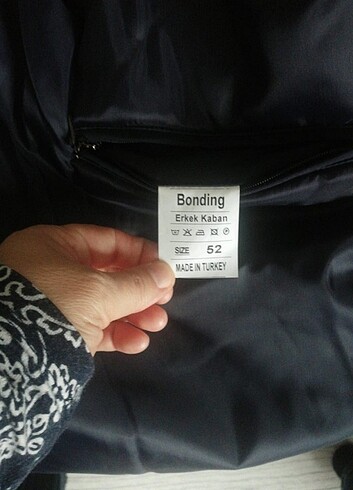 Bonding
Erkek Kaban
SIZE 52
MADE IN TURKEY